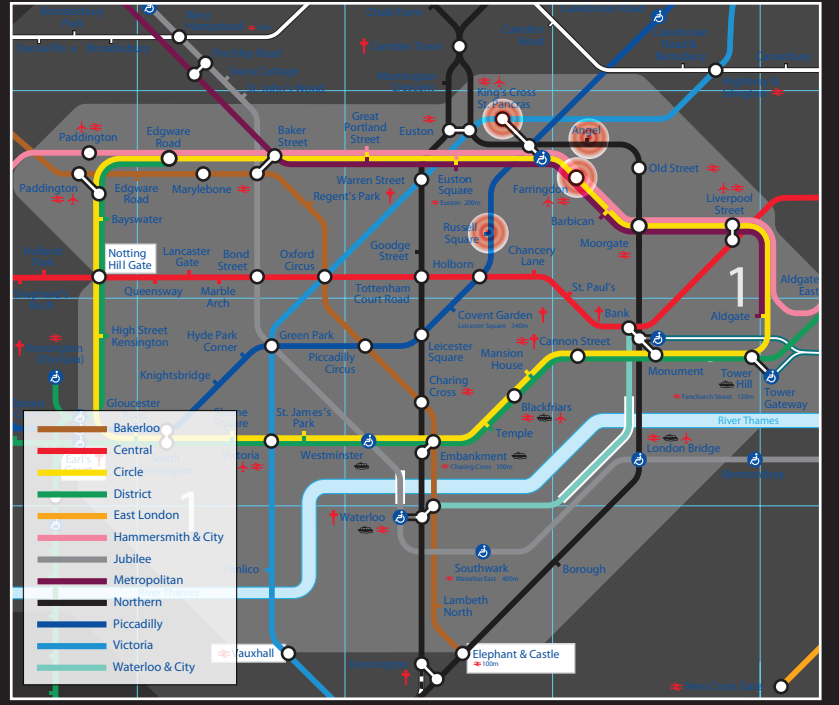 King's Cross
St. Pancras
Angel
Euston
Great
Portland
Street
Baker
Street
Edgware
Road
Paddington
Old Street
Paddington
Edgware
Road
Marylebone
Warren Street
Regent's Park
Euston
Square
Euston 200m
Farringdon
Liverpool
Street
Bayswater
Barbican
Moorgate
Russell
Square
Notting
Hill Gate
Lancaster
Gate
Bond
Street
Oxford
Circus
Goodge
Street
Holborn
Chancery
Lane
1
Aldgate
East
Queensway
Marble
Arch
Tottenham
Court Road
St. Paul's
Bank
Aldgate
Covent Garden
Leicester Square 340m
High Street
Kensington
Hyde Park
Corner
Green Park
Piccadilly
Circus
Leicester
Square
Cannon Street
Mansion
House
Monument
Knightsbridge
Charing
Cross
Tower
Hill
Fenchurch Street 150m
Tower
Gateway
Gloucester
St. James's
Park
Blackfriars
Temple
River Thames
Victoria
Westminster
Embankment
Charing Cross 100m
London Bridge
1
Waterloo
Southwark
Waterloo East 400m
Borough
Pimlico
River Thames
Lambeth
North
Vauxhall
Elephant & Castle
100m
Bakerloo
Central
Circle
District
East London
Hammersmith & City
Jubilee
Metropolitan
Northern
Piccadilly
Victoria
Waterloo & City